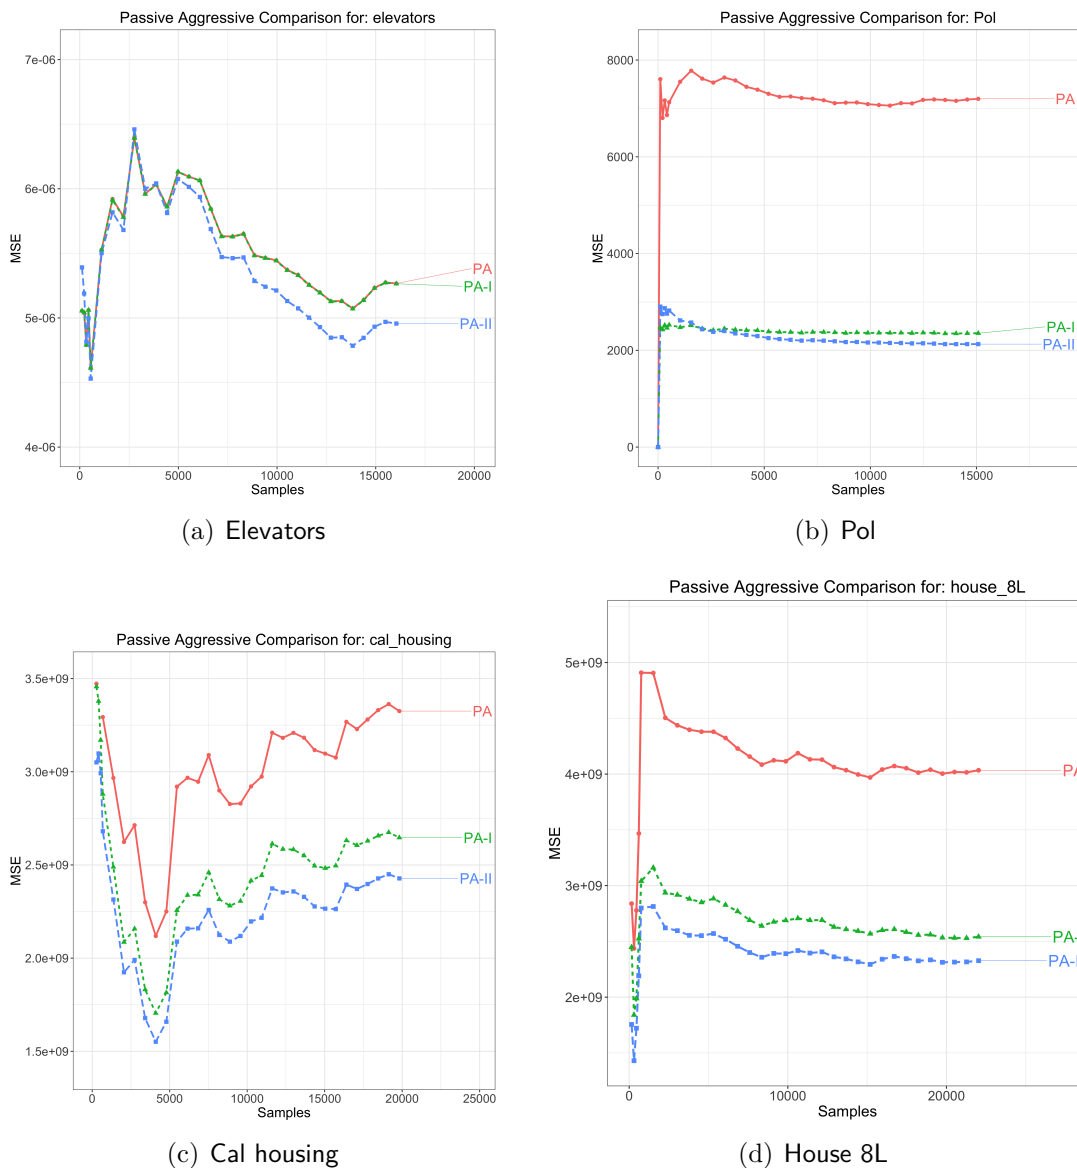 Passive Aggressive Comparison for: elevators
7e-06
6e-06
5e-06
4e-06
MSE
PA
PA-I
PA-II
0 5000 10000 15000 20000
Samples
(a) Elevators
Passive Aggressive Comparison for: Pol
8000
6000
4000
2000
0
MSE
PA
PA-I
PA-II
0 5000 10000 15000
Samples
(b) Pol
Passive Aggressive Comparison for: cal_housing
3.5e+09
3.0e+09
2.5e+09
2.0e+09
1.5e+09
MSE
PA
PA-I
PA-II
0 5000 10000 15000 20000 25000
Samples
(c) Cal housing
Passive Aggressive Comparison for: house_8L
5e+09
4e+09
3e+09
2e+09
MSE
PA
PA-
PA-I
0 10000 20000
Samples
(d) House 8L